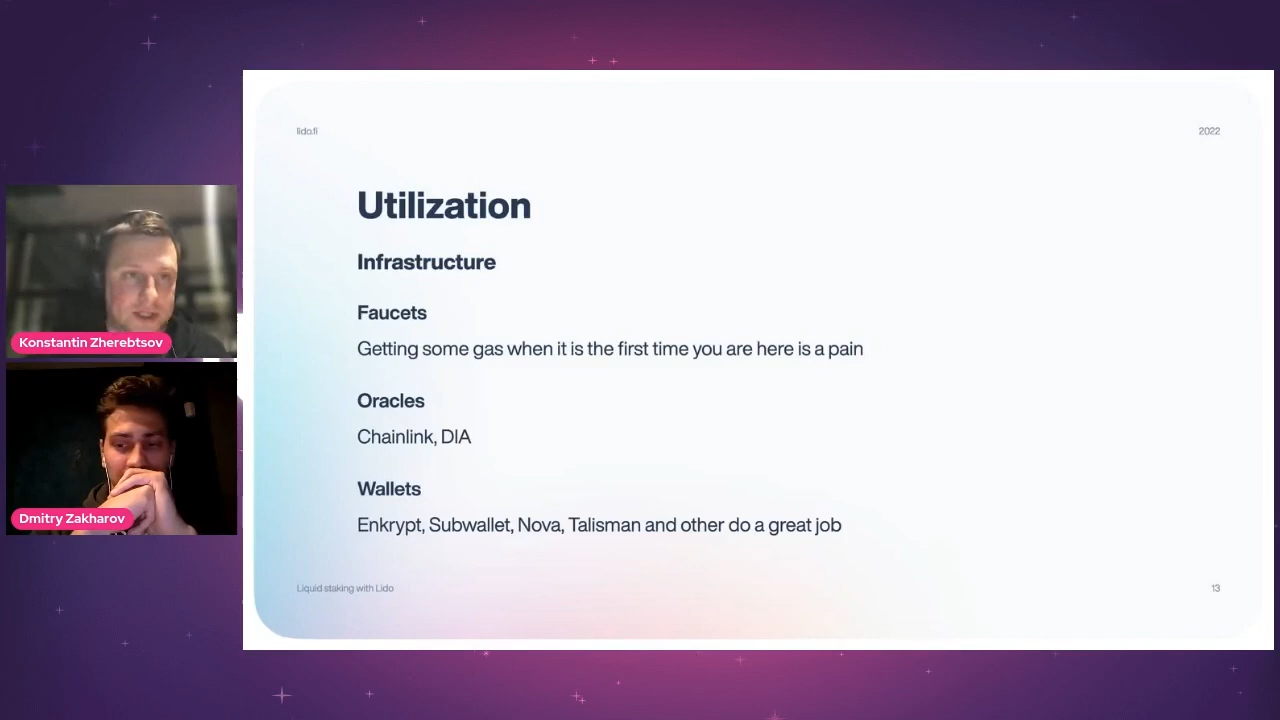 lido.fi
2022
Utilization
Infrastructure
Faucets
Getting some gas when it is the first time you are here is a pain
Oracles
Chainlink, DIA
Wallets
Enkrypt, Subwallet, Nova, Talisman and other do a great job
Liquid staking with Lido
13
Konstantin Zherebtsov
Dmitry Zakharov